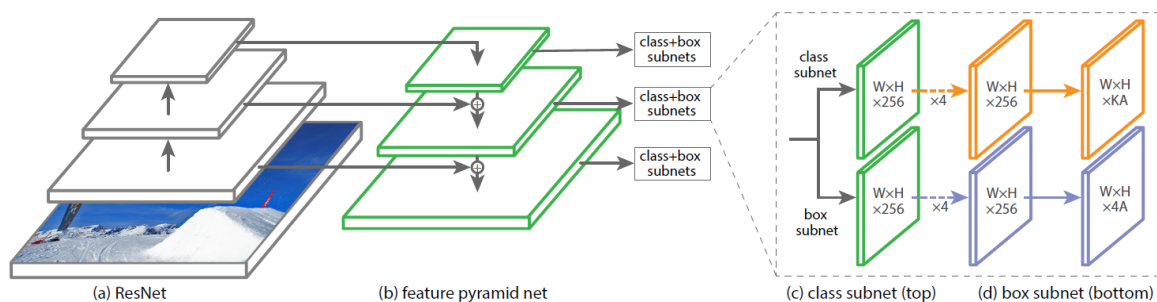 class+box
subnets
class+box
subnets
class+box
subnets
class
subnet
W×H
×256
×4
W×H
×256
W×H
×KA
box
subnet
W×H
×256
×4
W×H
×256
W×H
×4A
(a) ResNet
(b) feature pyramid net
(c) class subnet (top)
(d) box subnet (bottom)